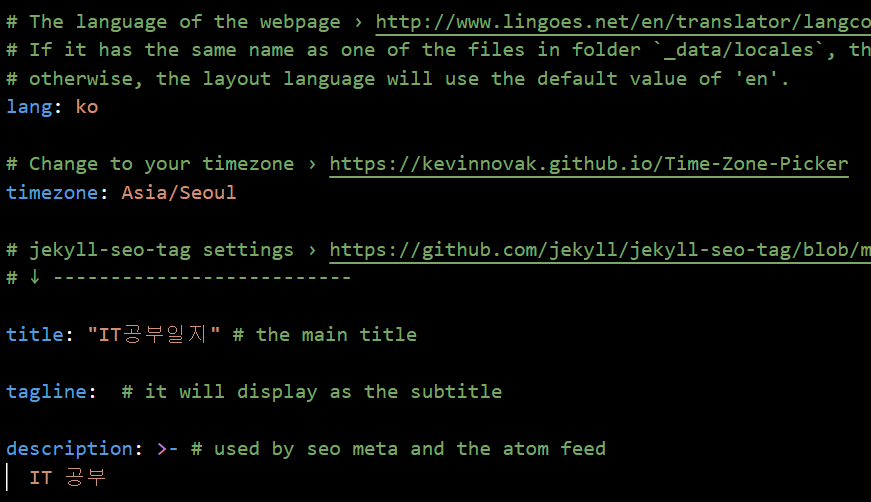 # The language of the webpage › http://www.lingoes.net/en/translator/langco
# If it has the same name as one of the files in folder `_data/locales`, th
# otherwise, the layout language will use the default value of 'en'.
lang: ko
# Change to your timezone › https://kevinnovak.github.io/Time-Zone-Picker
timezone: Asia/Seoul
# jekyll-seo-tag settings › https://github.com/jekyll/jekyll-seo-tag/blob/m
# ↓ --------------------------
title: "IT공부일지" # the main title
tagline:  # it will display as the subtitle
description: >- # used by seo meta and the atom feed
  IT 공부